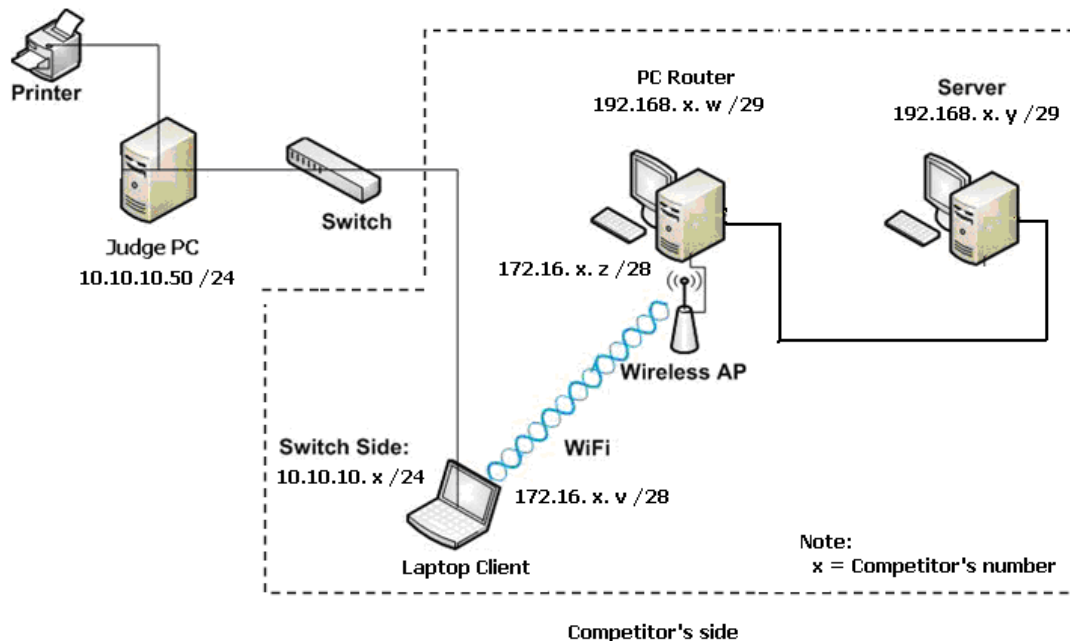 Printer
PC Router
192.168. x. w /29
Server
192.168. x. y /29
Switch
Judge PC
10.10.10.50 /24
172.16. x. z /28
Wireless AP
WiFi
Switch Side:
10.10.10. x /24
172.16. x. v /28
Laptop Client
Note:
x = Competitor's number
Competitor's side